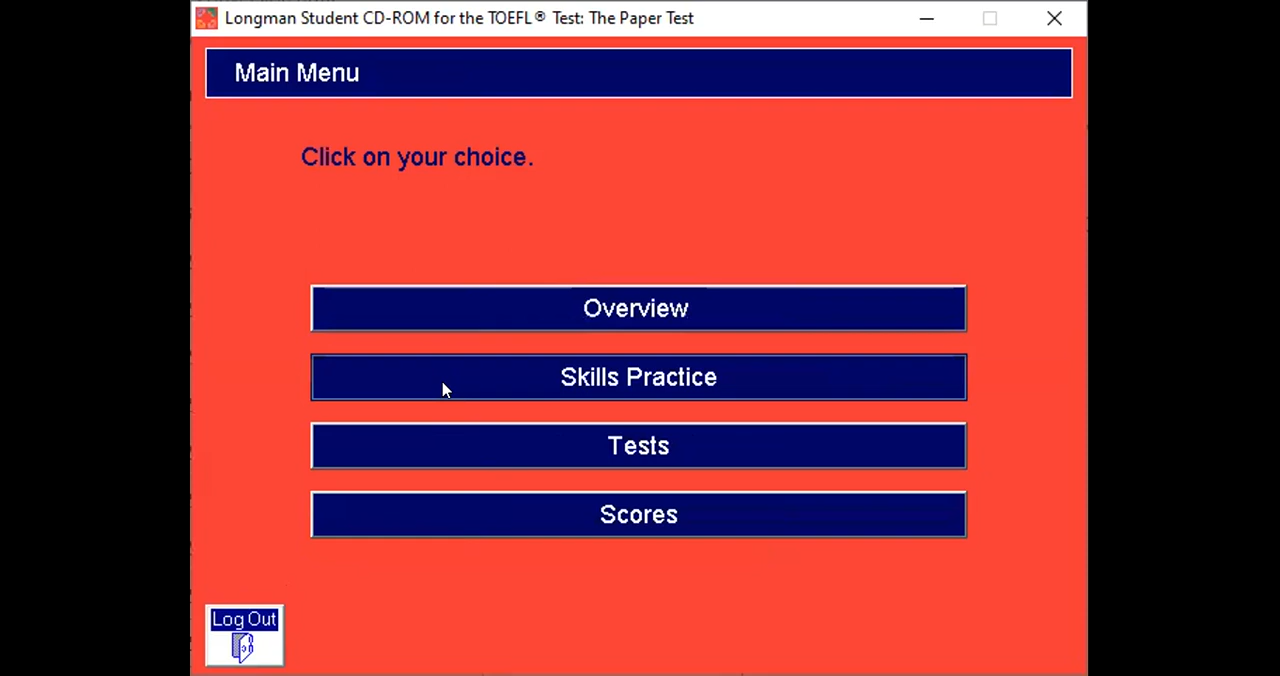 Longman Student CD-ROM for the TOEFL® Test: The Paper Test
Main Menu
Click on your choice.
Overview
Skills Practice
Tests
Scores
Log Out